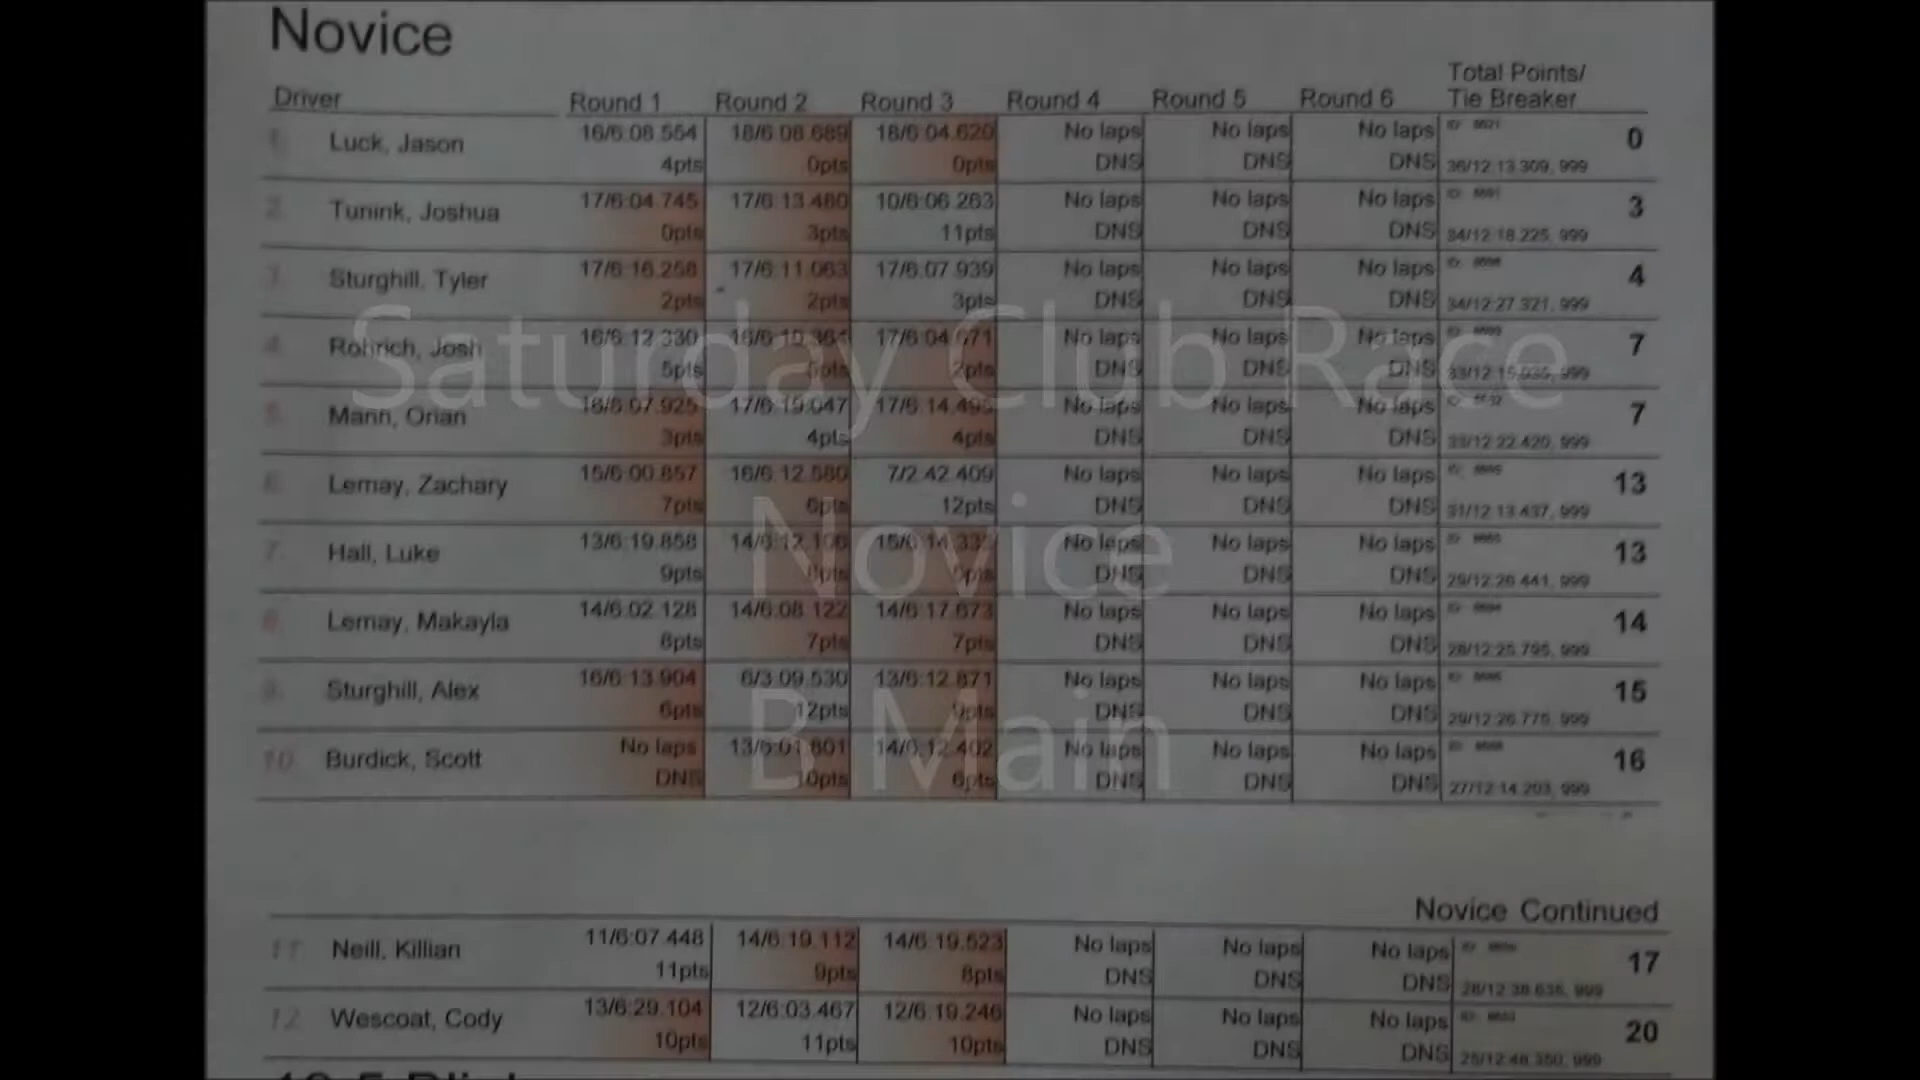 Novice
Total Points/
Driver Round 1 Round 2 Round 3 Round 4 Round 5 Round 6 Tie Breaker
1. Luck, Jason 16/6:08.554 18/6:08.689 18/6:04.620 No laps No laps No laps 0
4pts 0pts 0pts DNS DNS DNS 36/12:13.309, 999
2. Tunink, Joshua 17/6:04.745 17/6:13.480 10/6:06.263 No laps No laps No laps 3
0pts 3pts 11pts DNS DNS DNS 34/12:18.225, 999
3. Sturghill, Tyler 17/6:16.258 17/6:11.063 17/6:07.939 No laps No laps No laps 4
2pts 2pts 3pts DNS DNS DNS 34/12:27.321, 999
Saturday Club Race
4. Rohrich, Josh 16/6:12.330 16/6:10.364 17/6:04.671 No laps No laps No laps 7
5pts 5pts 2pts DNS DNS DNS 33/12:15.035, 999
5. Mann, Orian 17/6:19.047 No laps No laps No laps 7
3pts 4pts 4pts DNS DNS DNS 33/12:22.420, 999
6. Lemay, Zachary 15/6:00.857 16/6:12.580 7/2:42.409 No laps No laps No laps 13
7pts 6pts 12pts DNS DNS DNS 31/12:13.437, 999
Novice
7. Hall, Luke 13/6:19.858 No laps No laps No laps 13
9pts DNS DNS DNS 29/12:26.441, 999
8. Lemay, Makayla 14/6:02.128 14/6:08.122 14/6:17.673 No laps No laps No laps 14
8pts 7pts 7pts DNS DNS DNS 28/12:25.795, 999
9. Sturghill, Alex 16/6:13.904 6/3:09.530 13/6:12.871 No laps No laps No laps 15
6pts 12pts 9pts DNS DNS DNS 29/12:26.775, 999
B Main
10. Burdick, Scott No laps 13/6:01.801 14/6:12.402 No laps No laps No laps 16
DNS 10pts 6pts DNS DNS DNS 27/12:14.203, 999
Novice Continued
11. Neill, Killian 11/6:07.448 14/6:19.112 14/6:19.523 No laps No laps No laps 17
11pts 9pts 8pts DNS DNS DNS 28/12:38.635, 999
12. Wescoat, Cody 13/6:29.104 12/6:03.467 12/6:19.246 No laps No laps No laps 20
10pts 11pts 10pts DNS DNS DNS 25/12:48.350, 999